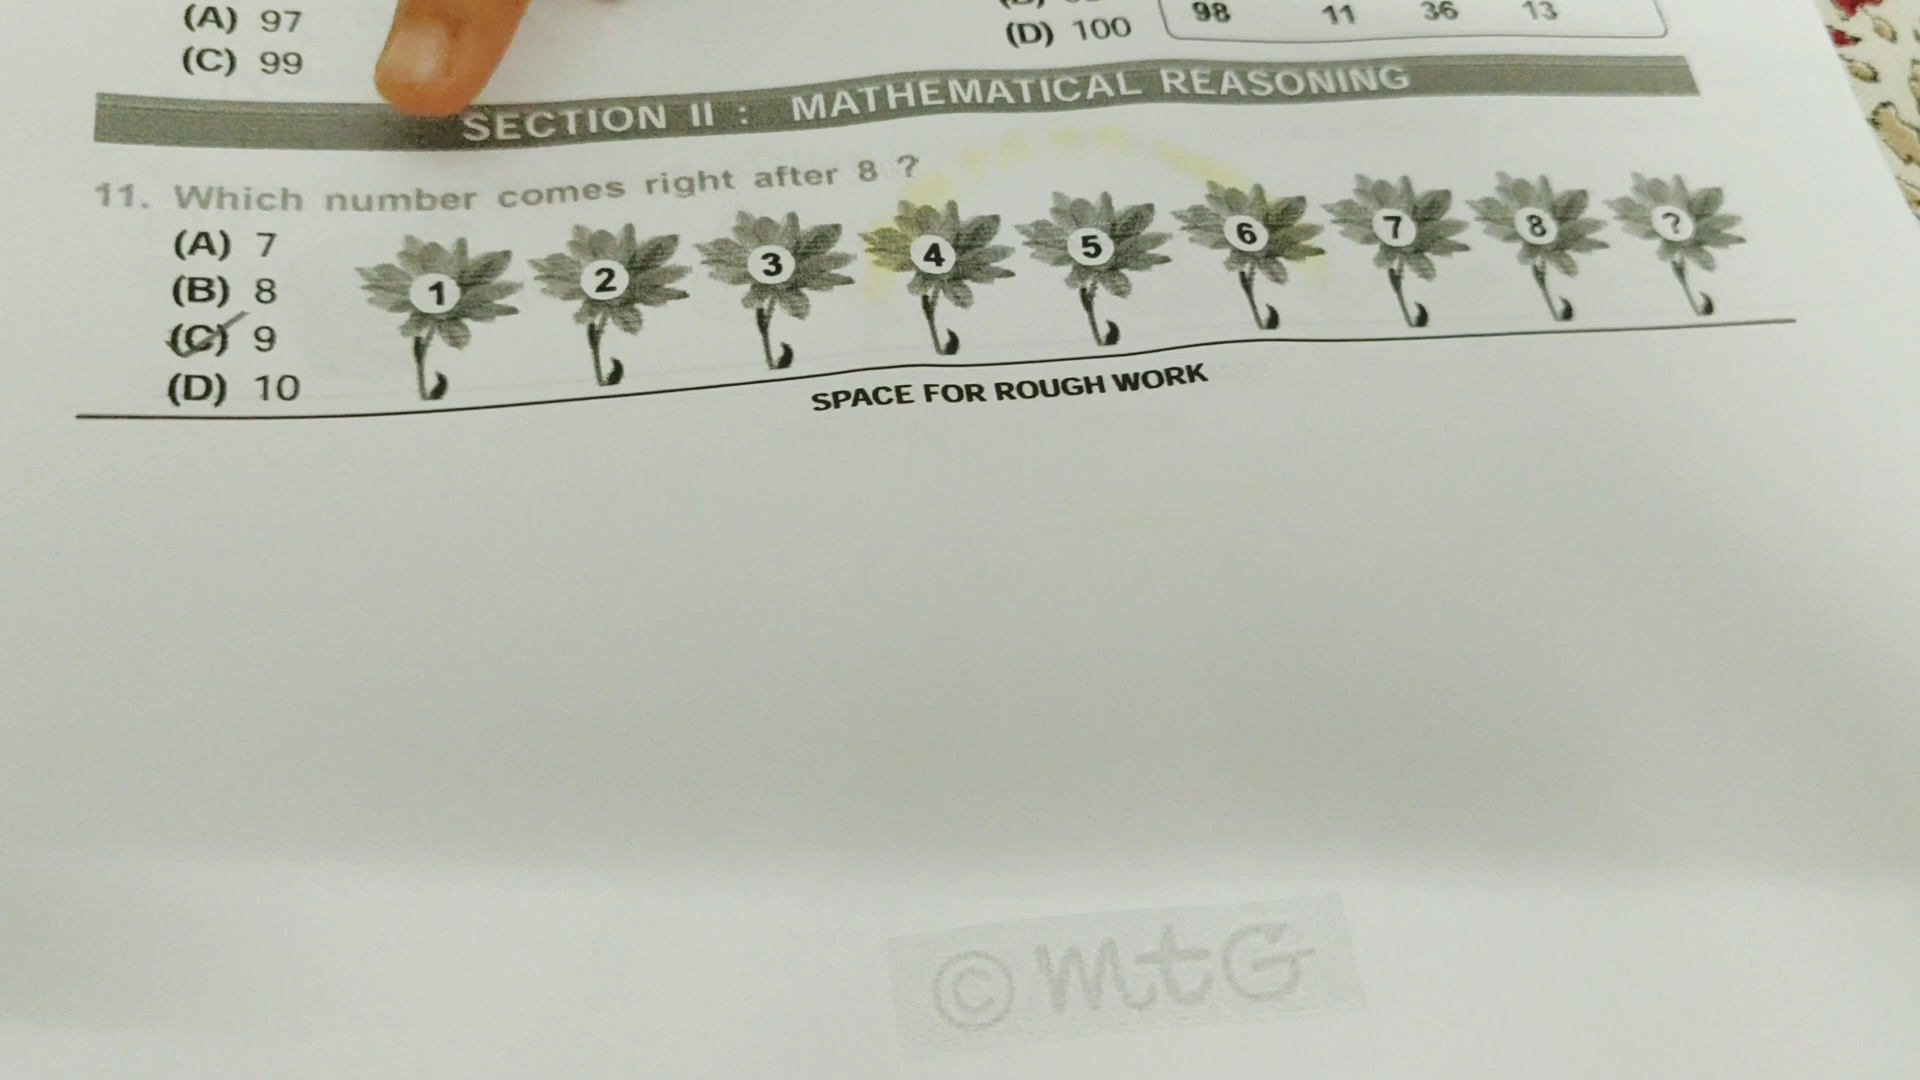 (A) 97
(C) 99
(D) 100
98 11 36 13
SECTION II : MATHEMATICAL REASONING
11. Which number comes right after 8 ?
(A) 7
(B) 8
(C) 9
(D) 10
1 2 3 4 5 6 7 8 ?
SPACE FOR ROUGH WORK
© mtG